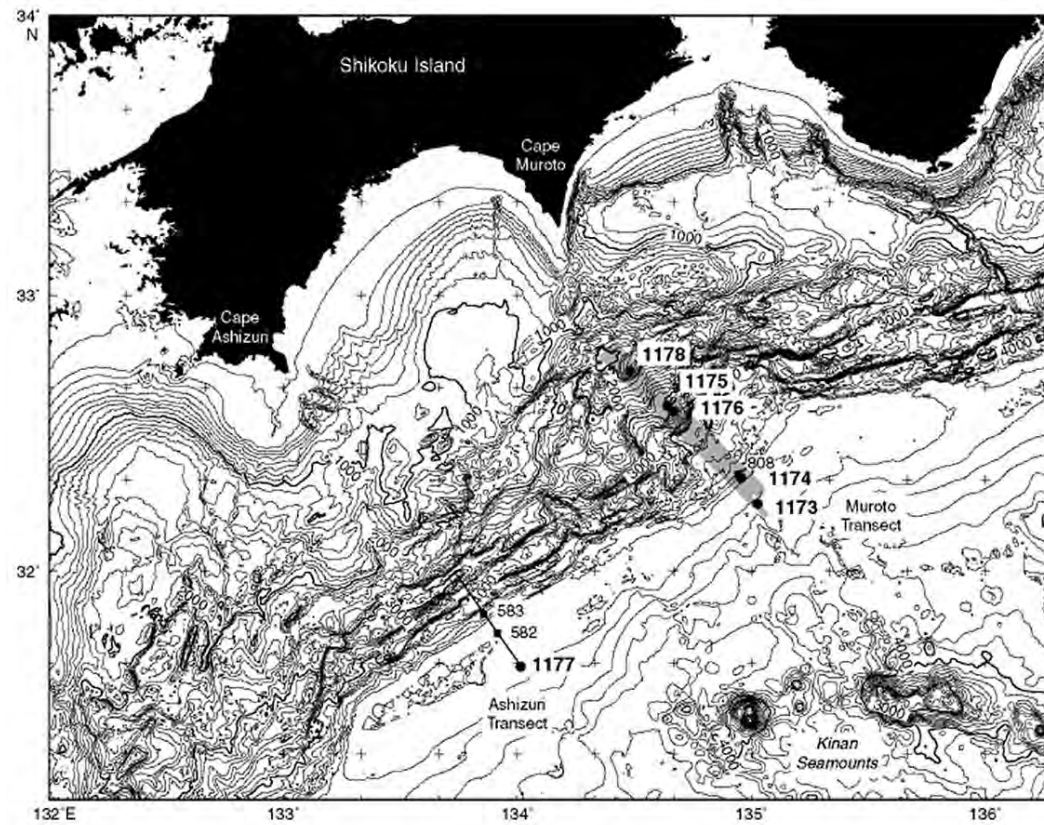 34°
N
Shikoku Island
Cape
Muroto
1000
33°
Cape
Ashizuri
1000
3000
4000
1178
1175
1176
808
1174
1173
Muroto
Transect
32°
583
582
1177
Ashizuri
Transect
Kinan
Seamounts
132°E
133°
134°
135°
136°